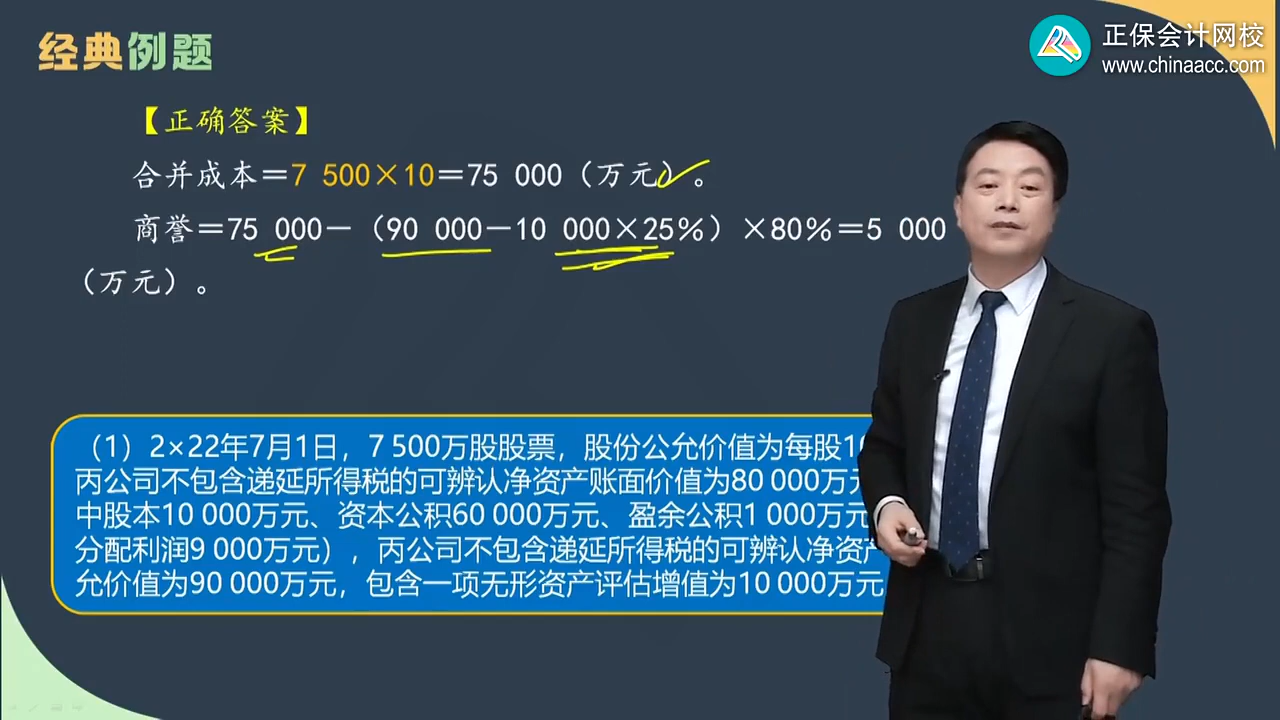 经典例题
正保会计网校
www.chinaacc.com
【正确答案】
合并成本＝7 500×10＝75 000（万元）。
商誉＝75 000－（90 000－10 000×25％）×80％＝5 000
（万元）。
（1）2×22年7月1日，7 500万股股票，股份公允价值为每股1
丙公司不包含递延所得税的可辨认净资产账面价值为80 000万
中股本10 000万元、资本公积60 000万元、盈余公积1 000万元
分配利润9 000万元），丙公司不包含递延所得税的可辨认净资产
允价值为90 000万元，包含一项无形资产评估增值为10 000万元